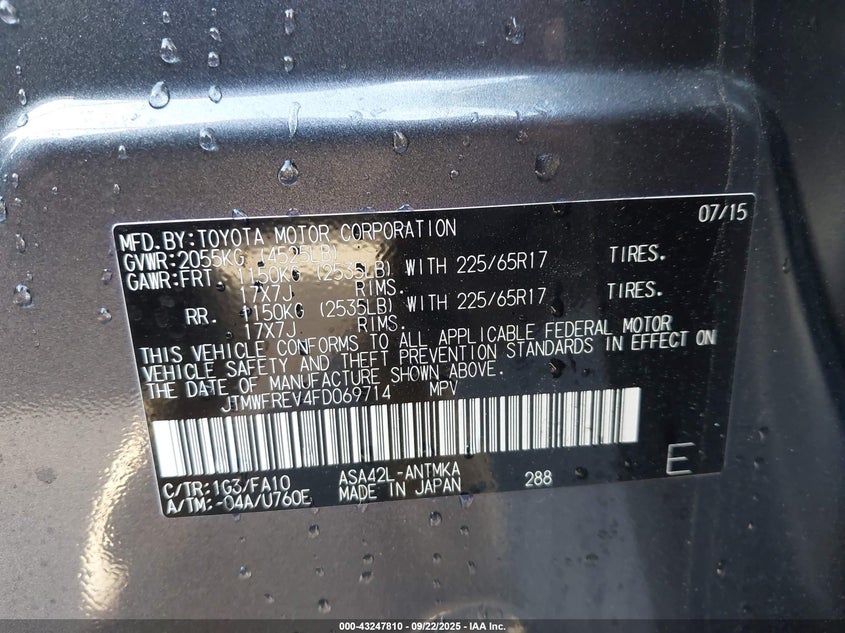 07/15
MFD.BY:TOYOTA MOTOR CORPORATION
GVWR:2055KG (4525LB)
GAWR:FRT. 1150KG (2535LB) WITH 225/65R17 TIRES.
17X7J RIMS.
RR. 1150KG (2535LB) WITH 225/65R17 TIRES.
17X7J RIMS.
THIS VEHICLE CONFORMS TO ALL APPLICABLE FEDERAL MOTOR
VEHICLE SAFETY AND THEFT PREVENTION STANDARDS IN EFFECT ON
THE DATE OF MANUFACTURE SHOWN ABOVE.
JTMWFREV4FD069714 MPV
C/TR:1G3/FA10 ASA42L-ANTMKA
A/TM:-04A/U760E MADE IN JAPAN 288 E
000-43247810 - 09/22/2025 - IAA Inc.